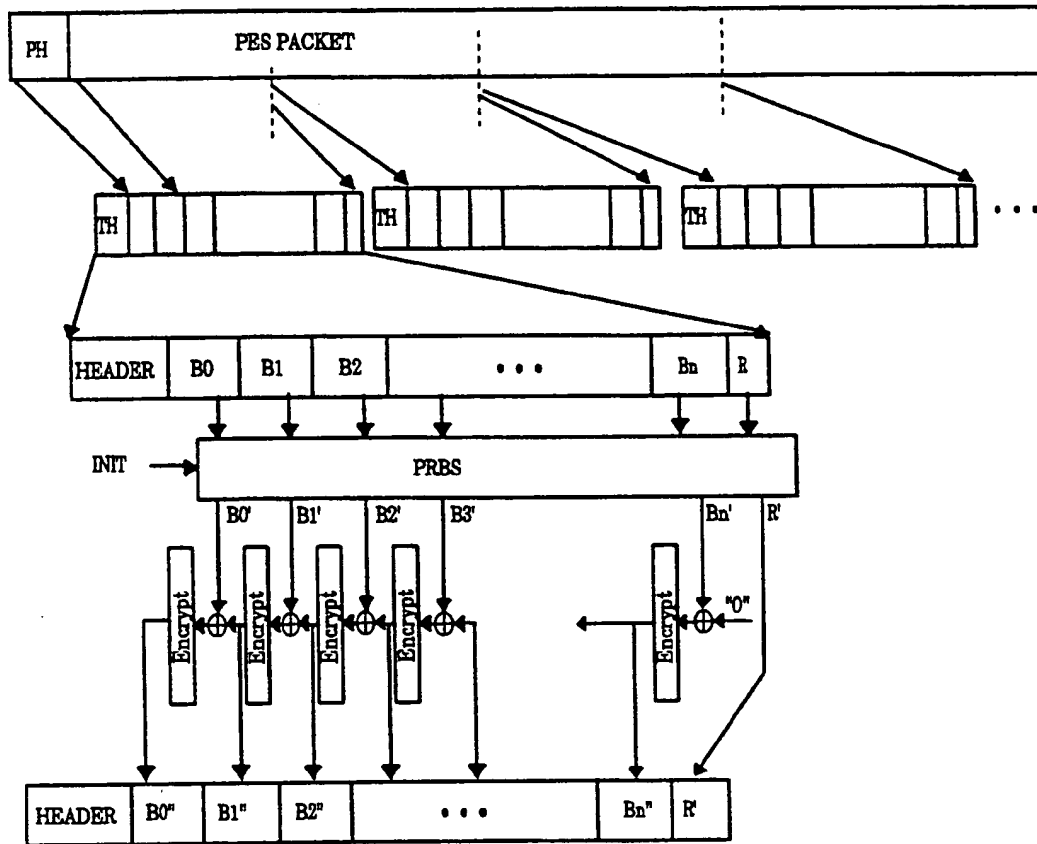 PH PES PACKET
TH TH TH • • •
HEADER B0 B1 B2 • • • Bn R
INIT PRBS
B0' B1' B2' B3' Bn' R'
Encrypt Encrypt Encrypt Encrypt Encrypt "0"
HEADER B0" B1" B2" • • • Bn" R'